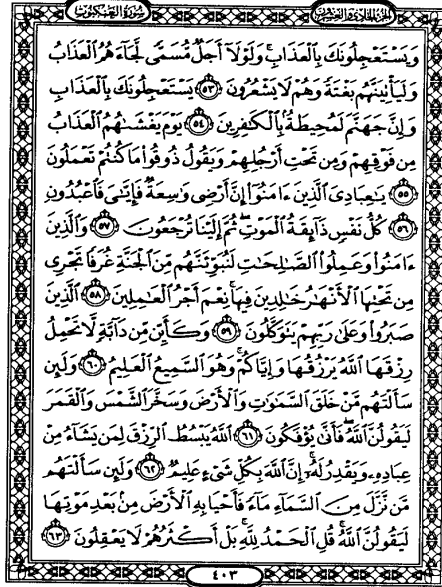 سورة العنكبوت
الجزء الحادي والعشرون
وَيَسْتَعْجِلُونَكَ بِالْعَذَابِ ۚ وَلَوْلَا أَجَلٌ مُّسَمًّى لَّجَاءَهُمُ الْعَذَابُ
وَلَيَأْتِيَنَّهُم بَغْتَةً وَهُمْ لَا يَشْعُرُونَ ٥٣ يَسْتَعْجِلُونَكَ بِالْعَذَابِ
وَإِنَّ جَهَنَّمَ لَمُحِيطَةٌ بِالْكَافِرِينَ ٥٤ يَوْمَ يَغْشَاهُمُ الْعَذَابُ
مِن فَوْقِهِمْ وَمِن تَحْتِ أَرْجُلِهِمْ وَيَقُولُ ذُوقُوا مَا كُنتُمْ تَعْمَلُونَ
٥٥ يَا عِبَادِيَ الَّذِينَ ءَامَنُوا إِنَّ أَرْضِي وَاسِعَةٌ فَإِيَّايَ فَاعْبُدُونِ
٥٦ كُلُّ نَفْسٍ ذَائِقَةُ الْمَوْتِ ۖ ثُمَّ إِلَيْنَا تُرْجَعُونَ ٥٧ وَالَّذِينَ
ءَامَنُوا وَعَمِلُوا الصَّالِحَاتِ لَنُبَوِّئَنَّهُم مِّنَ الْجَنَّةِ غُرَفًا تَجْرِي
مِن تَحْتِهَا الْأَنْهَارُ خَالِدِينَ فِيهَا ۚ نِعْمَ أَجْرُ الْعَامِلِينَ ٥٨ الَّذِينَ
صَبَرُوا وَعَلَىٰ رَبِّهِمْ يَتَوَكَّلُونَ ٥٩ وَكَأَيِّن مِّن دَابَّةٍ لَّا تَحْمِلُ
رِزْقَهَا اللَّهُ يَرْزُقُهَا وَإِيَّاكُمْ ۚ وَهُوَ السَّمِيعُ الْعَلِيمُ ٦٠ وَلَئِن
سَأَلْتَهُم مَّنْ خَلَقَ السَّمَاوَاتِ وَالْأَرْضَ وَسَخَّرَ الشَّمْسَ وَالْقَمَرَ
لَيَقُولُنَّ اللَّهُ ۖ فَأَنَّىٰ يُؤْفَكُونَ ٦١ اللَّهُ يَبْسُطُ الرِّزْقَ لِمَن يَشَاءُ مِنْ
عِبَادِهِ وَيَقْدِرُ لَهُ ۚ إِنَّ اللَّهَ بِكُلِّ شَيْءٍ عَلِيمٌ ٦٢ وَلَئِن سَأَلْتَهُم
مَّن نَّزَّلَ مِنَ السَّمَاءِ مَاءً فَأَحْيَا بِهِ الْأَرْضَ مِن بَعْدِ مَوْتِهَا
لَيَقُولُنَّ اللَّهُ ۚ قُلِ الْحَمْدُ لِلَّهِ ۚ بَلْ أَكْثَرُهُمْ لَا يَعْقِلُونَ ٦٣
٤٠٣